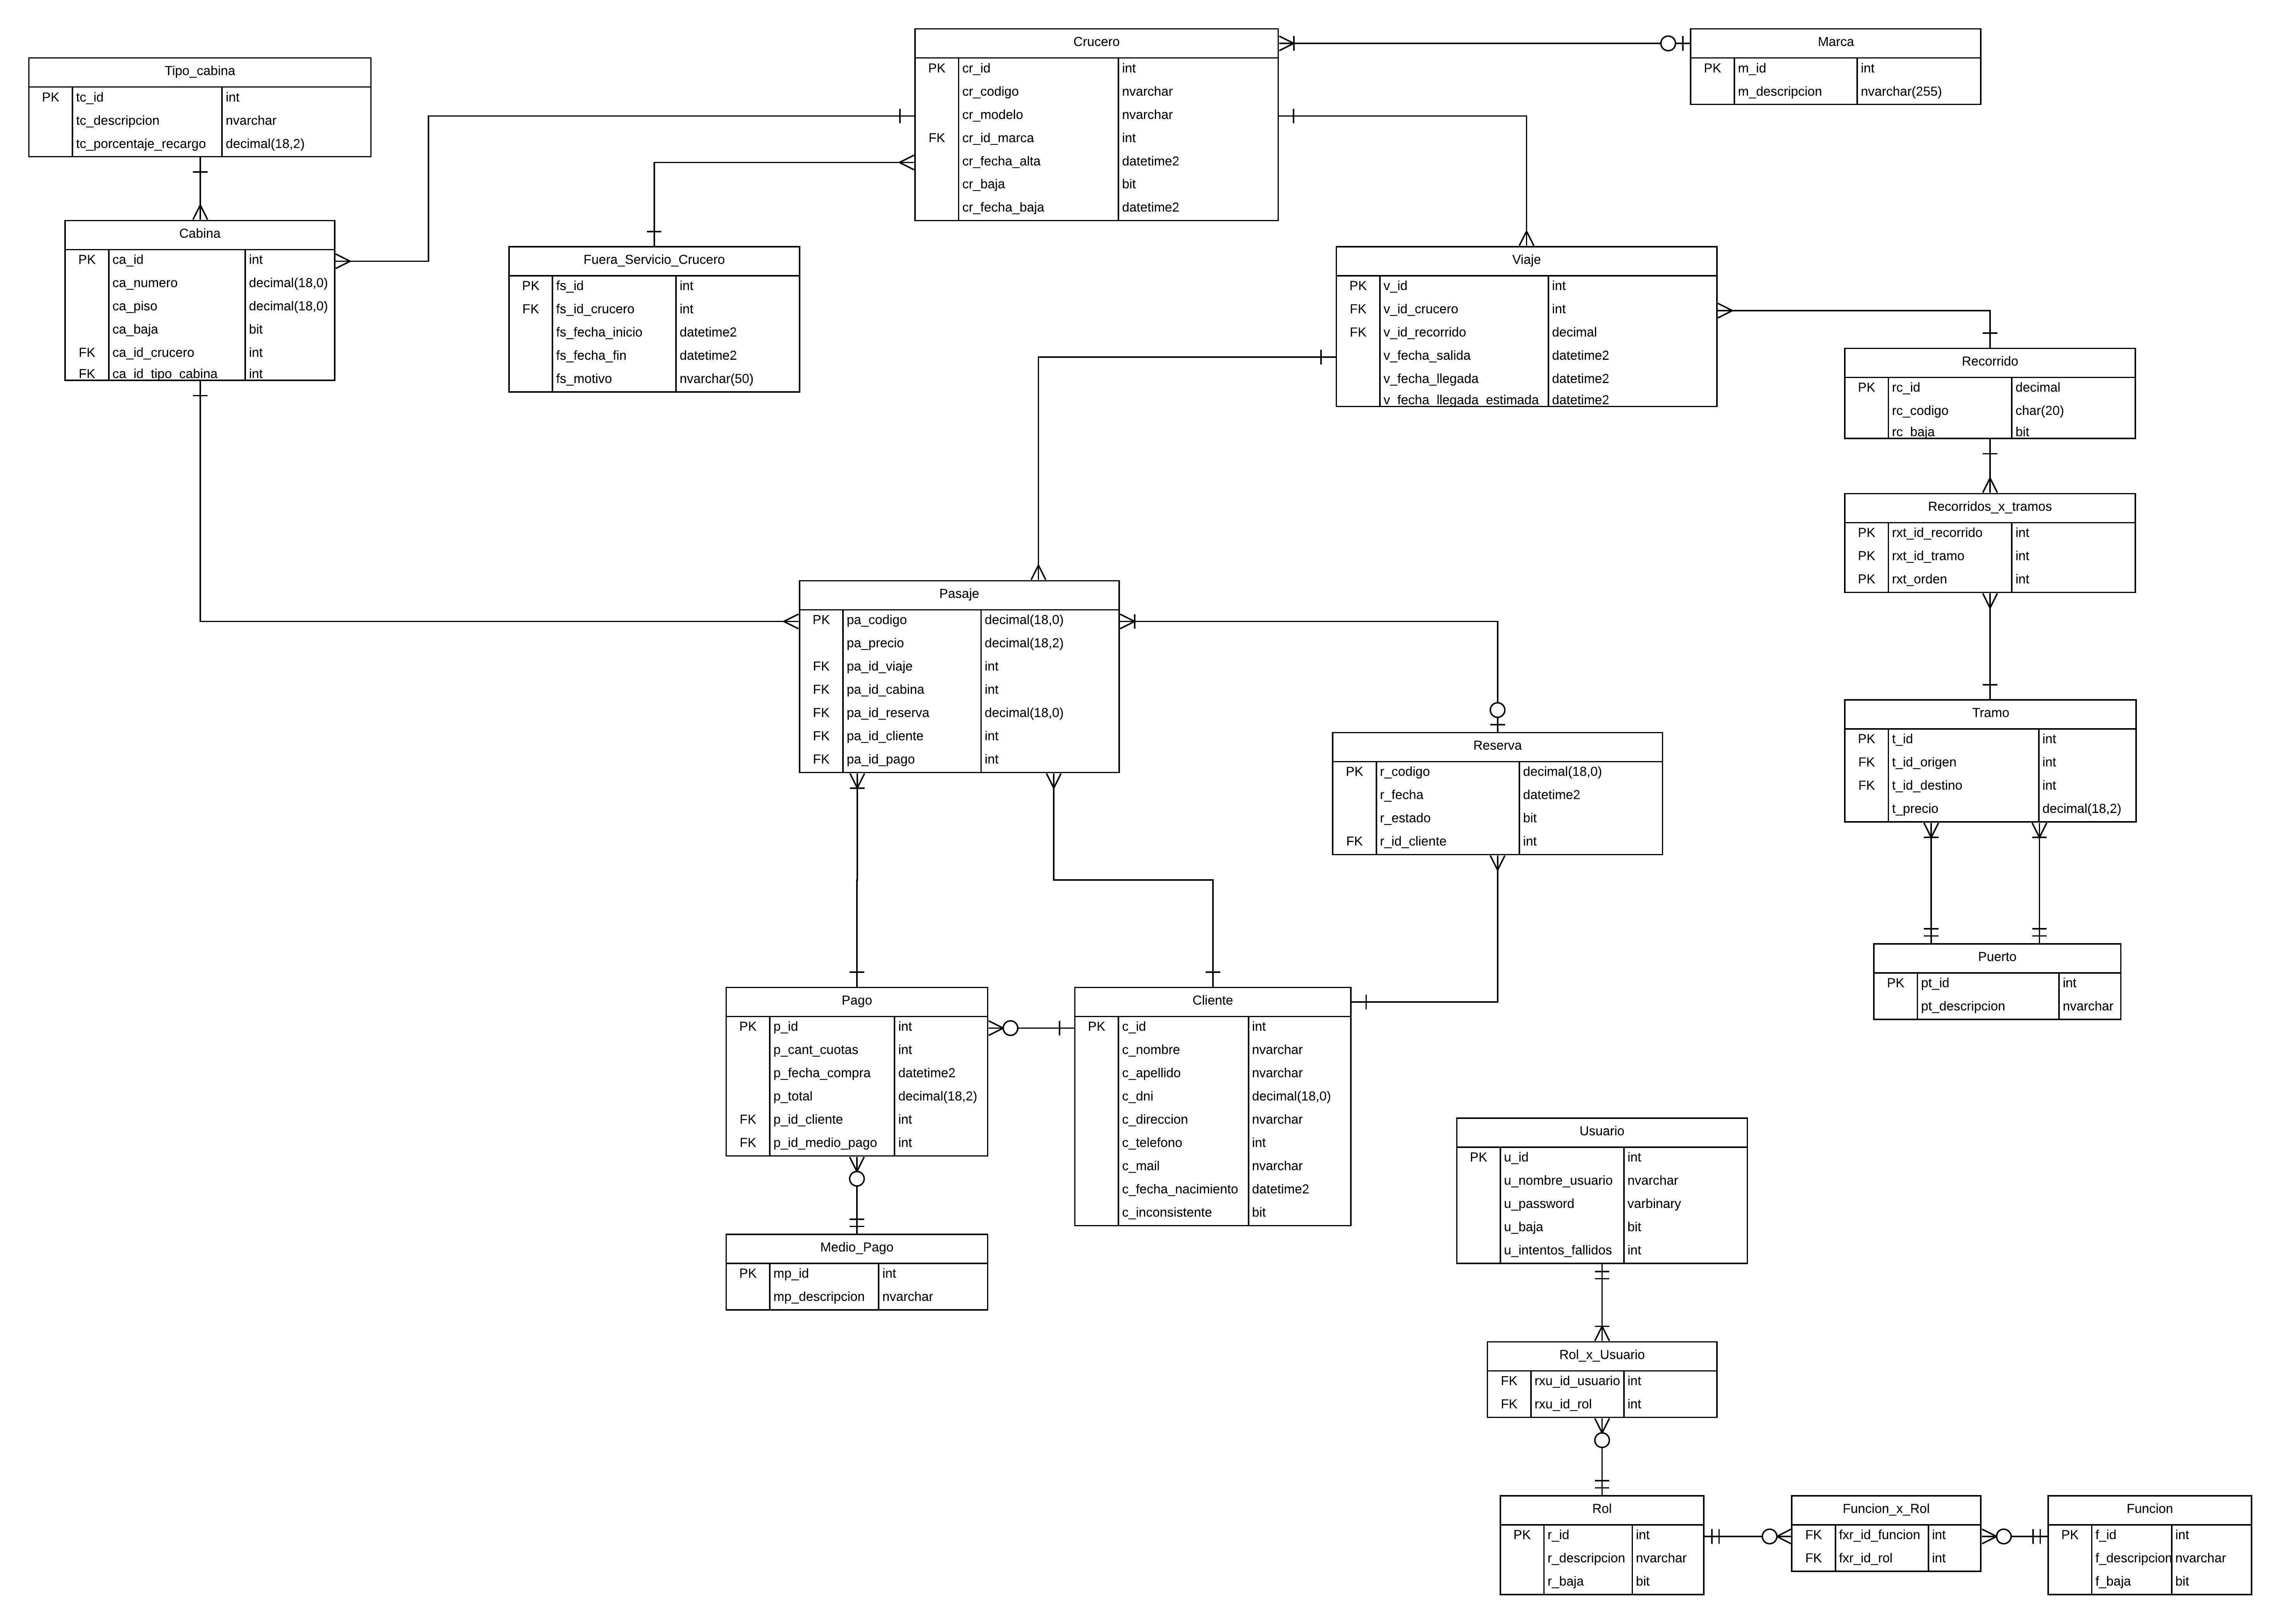 Crucero
PK cr_id int
cr_codigo nvarchar
cr_modelo nvarchar
FK cr_id_marca int
cr_fecha_alta datetime2
cr_baja bit
cr_fecha_baja datetime2
Marca
PK m_id int
m_descripcion nvarchar(255)
Tipo_cabina
PK tc_id int
tc_descripcion nvarchar
tc_porcentaje_recargo decimal(18,2)
Cabina
PK ca_id int
ca_numero decimal(18,0)
ca_piso decimal(18,0)
ca_baja bit
FK ca_id_crucero int
FK ca_id_tipo_cabina int
Fuera_Servicio_Crucero
PK fs_id int
FK fs_id_crucero int
fs_fecha_inicio datetime2
fs_fecha_fin datetime2
fs_motivo nvarchar(50)
Viaje
PK v_id int
FK v_id_crucero int
FK v_id_recorrido decimal
v_fecha_salida datetime2
v_fecha_llegada datetime2
v_fecha_llegada_estimada datetime2
Recorrido
PK rc_id decimal
rc_codigo char(20)
rc_baja bit
Recorridos_x_tramos
PK rxt_id_recorrido int
PK rxt_id_tramo int
PK rxt_orden int
Pasaje
PK pa_codigo decimal(18,0)
pa_precio decimal(18,2)
FK pa_id_viaje int
FK pa_id_cabina int
FK pa_id_reserva decimal(18,0)
FK pa_id_cliente int
FK pa_id_pago int
Tramo
PK t_id int
FK t_id_origen int
FK t_id_destino int
t_precio decimal(18,2)
Reserva
PK r_codigo decimal(18,0)
r_fecha datetime2
r_estado bit
FK r_id_cliente int
Puerto
PK pt_id int
pt_descripcion nvarchar
Pago
PK p_id int
p_cant_cuotas int
p_fecha_compra datetime2
p_total decimal(18,2)
FK p_id_cliente int
FK p_id_medio_pago int
Cliente
PK c_id int
c_nombre nvarchar
c_apellido nvarchar
c_dni decimal(18,0)
c_direccion nvarchar
c_telefono int
c_mail nvarchar
c_fecha_nacimiento datetime2
c_inconsistente bit
Medio_Pago
PK mp_id int
mp_descripcion nvarchar
Usuario
PK u_id int
u_nombre_usuario nvarchar
u_password varbinary
u_baja bit
u_intentos_fallidos int
Rol_x_Usuario
FK rxu_id_usuario int
FK rxu_id_rol int
Rol
PK r_id int
r_descripcion nvarchar
r_baja bit
Funcion_x_Rol
FK fxr_id_funcion int
FK fxr_id_rol int
Funcion
PK f_id int
f_descripcion nvarchar
f_baja bit